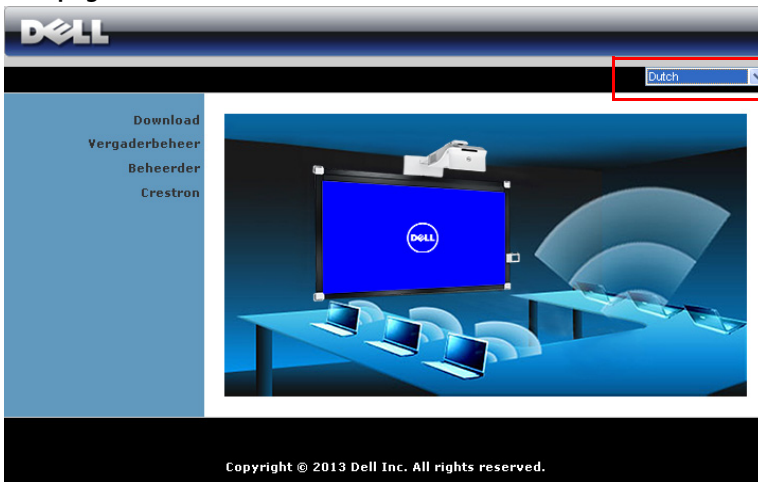 DELL
Dutch
Download
Vergaderbeheer
Beheerder
Crestron
DELL
Copyright © 2013 Dell Inc. All rights reserved.